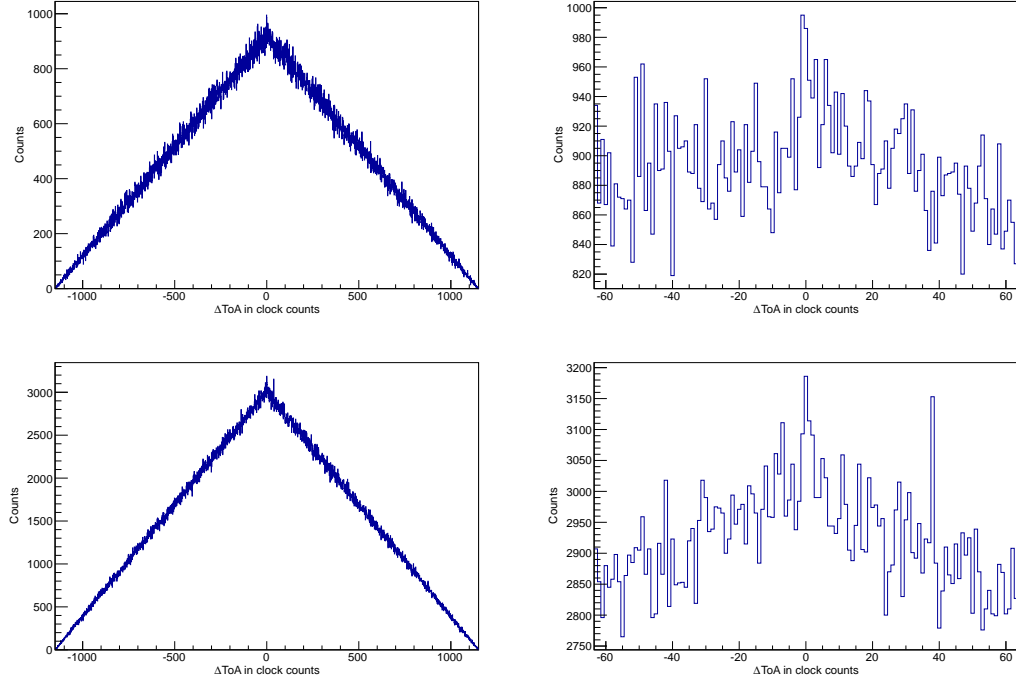 1000
800
600
400
200
0
Counts
-1000 -500 0 500 1000
ΔToA in clock counts
1000
980
960
940
920
900
880
860
840
820
Counts
-60 -40 -20 0 20 40 60
ΔToA in clock counts
3000
2500
2000
1500
1000
500
0
Counts
-1000 -500 0 500 1000
ΔToA in clock counts
3200
3150
3100
3050
3000
2950
2900
2850
2800
2750
Counts
-60 -40 -20 0 20 40 60
ΔToA in clock counts